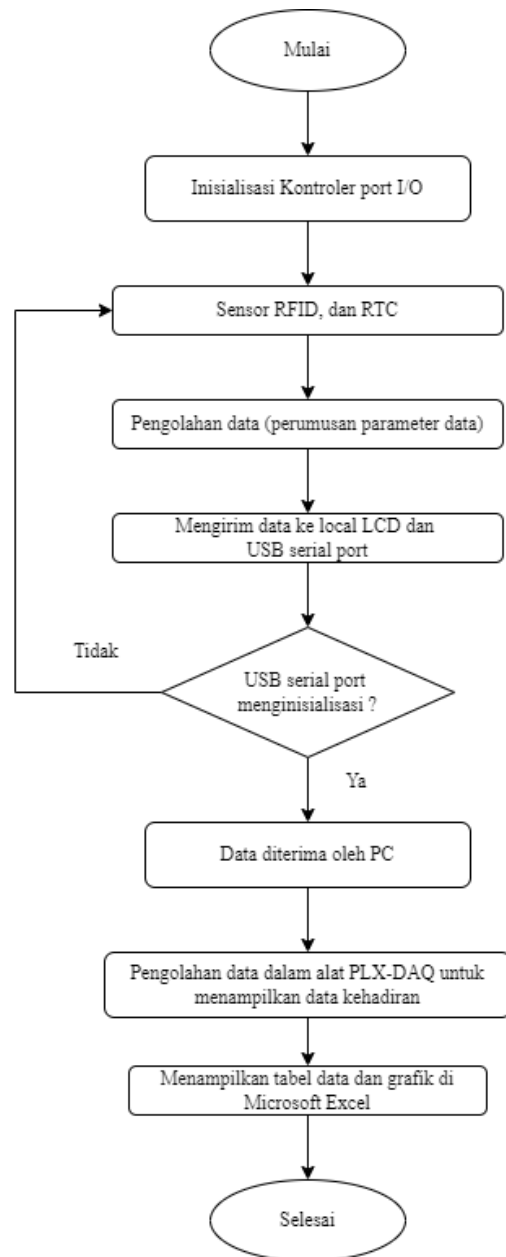 Mulai
Inisialisasi Kontroler port I/O
Sensor RFID, dan RTC
Pengolahan data (perumusan parameter data)
Mengirim data ke local LCD dan
USB serial port
Tidak
USB serial port
menginisialisasi ?
Ya
Data diterima oleh PC
Pengolahan data dalam alat PLX-DAQ untuk
menampilkan data kehadiran
Menampilkan tabel data dan grafik di
Microsoft Excel
Selesai